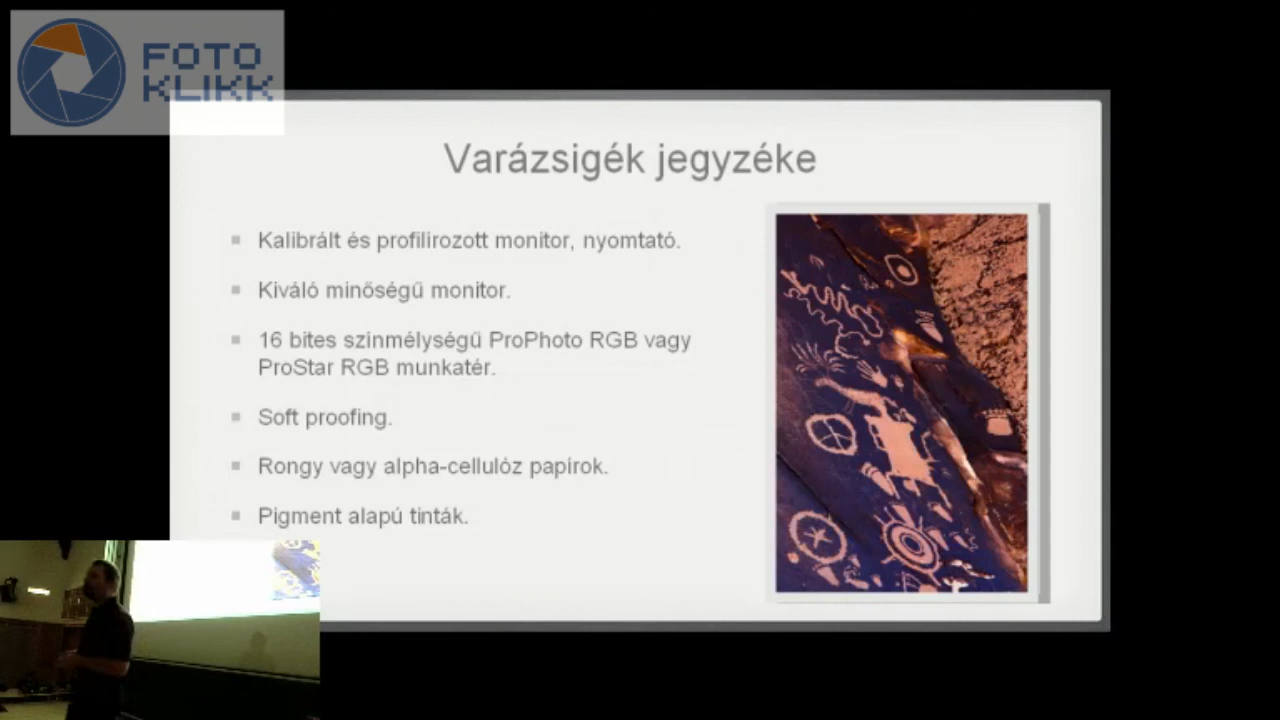 FOTO
KLIKK
Varázsigék jegyzéke
Kalibrált és profilirozott monitor, nyomtató.
Kiváló minőségű monitor.
16 bites színmélységű ProPhoto RGB vagy
ProStar RGB munkatér.
Soft proofing.
Rongy vagy alpha-cellulóz papírok.
Pigment alapú tinták.